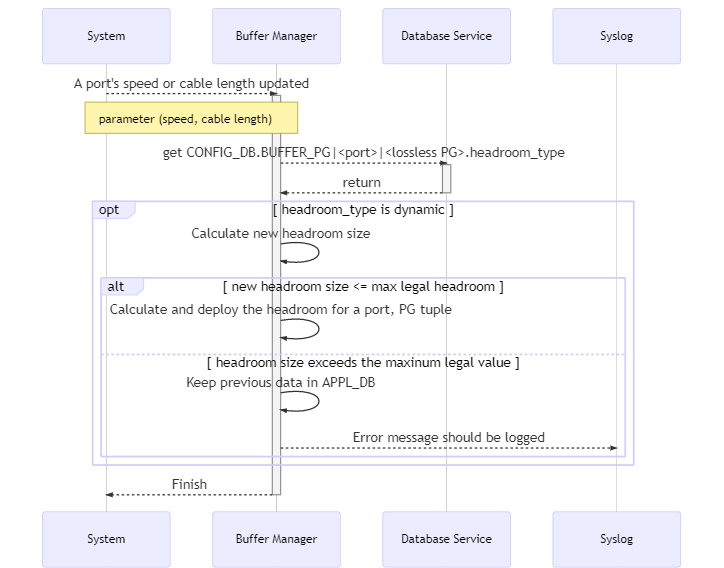 System
Buffer Manager
Database Service
Syslog
A port's speed or cable length updated
parameter (speed, cable length)
get CONFIG_DB.BUFFER_PG|<port>|<lossless PG>.headroom_type
return
opt
[ headroom_type is dynamic ]
Calculate new headroom size
alt
[ new headroom size <= max legal headroom ]
Calculate and deploy the headroom for a port, PG tuple
[ headroom size exceeds the maxinum legal value ]
Keep previous data in APPL_DB
Error message should be logged
Finish
System
Buffer Manager
Database Service
Syslog